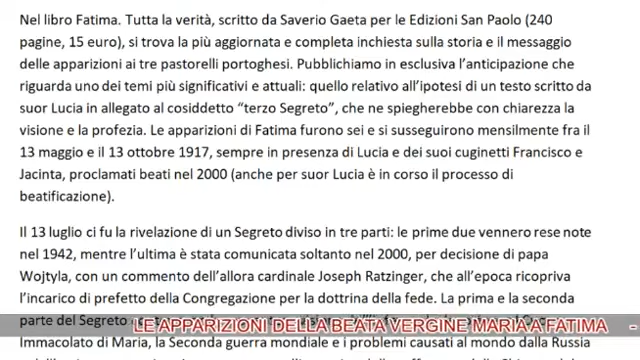 Nel libro Fatima. Tutta la verità, scritto da Saverio Gaeta per le Edizioni San Paolo (240
pagine, 15 euro), si trova la più aggiornata e completa inchiesta sulla storia e il messaggio
delle apparizioni ai tre pastorelli portoghesi. Pubblichiamo in esclusiva l'anticipazione che
riguarda uno dei temi più significativi e attuali: quello relativo all'ipotesi di un testo scritto da
suor Lucia in allegato al cosiddetto “terzo Segreto”, che ne spiegherebbe con chiarezza la
visione e la profezia. Le apparizioni di Fatima furono sei e si susseguirono mensilmente fra il
13 maggio e il 13 ottobre 1917, sempre in presenza di Lucia e dei suoi cuginetti Francisco e
Jacinta, proclamati beati nel 2000 (anche per suor Lucia è in corso il processo di
beatificazione).
Il 13 luglio ci fu la rivelazione di un Segreto diviso in tre parti: le prime due vennero rese note
nel 1942, mentre l'ultima è stata comunicata soltanto nel 2000, per decisione di papa
Wojtyla, con un commento dell'allora cardinale Joseph Ratzinger, che all'epoca ricopriva
l'incarico di prefetto della Congregazione per la dottrina della fede. La prima e la seconda
parte del Segreto
LE APPARIZIONI DELLA BEATA VERGINE MARIA A FATIMA -
Immacolato di Maria, la Seconda guerra mondiale e i problemi causati al mondo dalla Russia